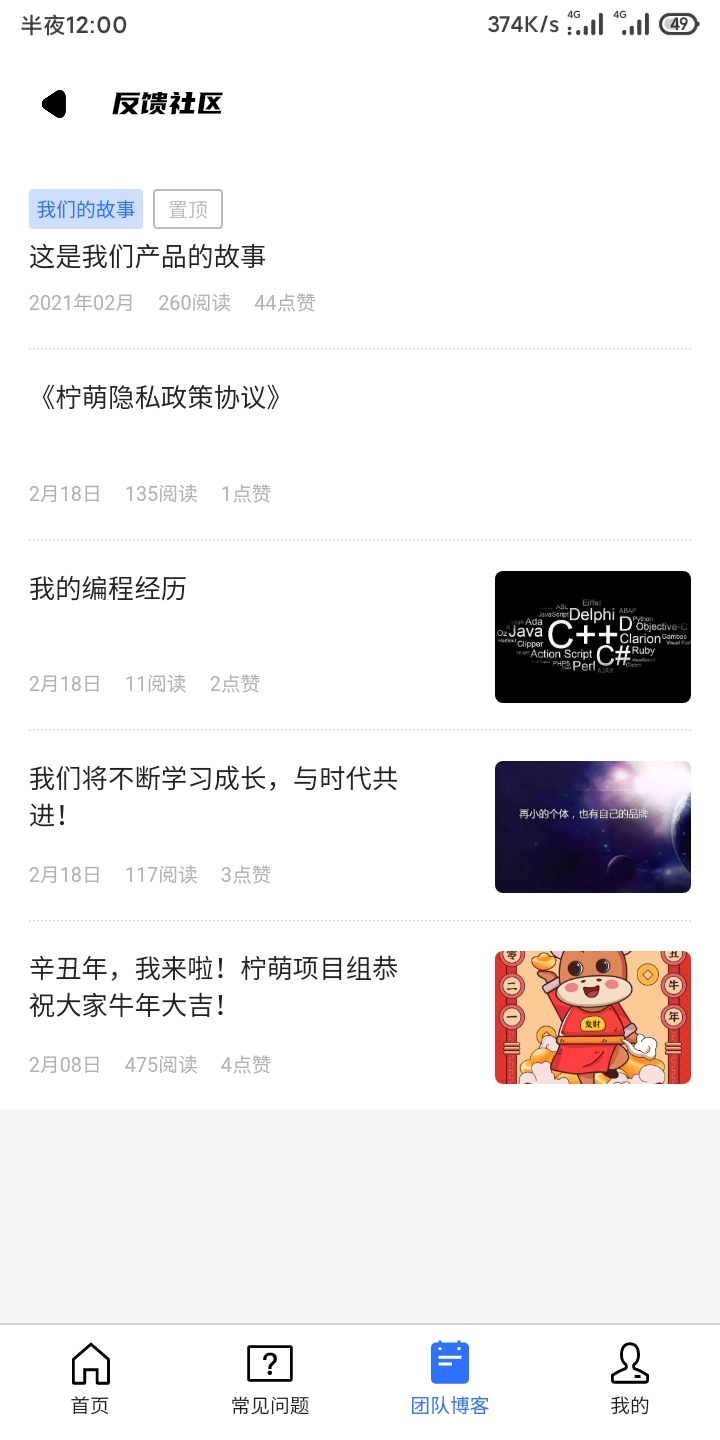 半夜12:00
374K/s 4G 4G 49
反馈社区
我们的故事 置顶
这是我们产品的故事
2021年02月 260阅读 44点赞
《柠萌隐私政策协议》
2月18日 135阅读 1点赞
我的编程经历
Eiffel
ABL
JavaScript Delphi ABAP
Ada D Python
Oz Java C++ Objective-C
Harbour Clipper Clarion Gambas
Action Script C# Ruby
PHP5 Perl
AJAX
2月18日 11阅读 2点赞
我们将不断学习成长，与时代共
进！
再小的个体，也有自己的品牌
2月18日 117阅读 3点赞
辛丑年，我来啦！柠萌项目组恭
祝大家牛年大吉！
零 丑
二 牛
一 年
发财
2月08日 475阅读 4点赞
首页 常见问题 团队博客 我的